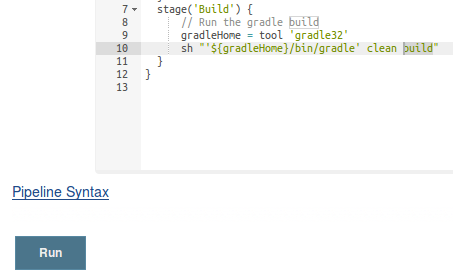 7 stage('Build') {
8 // Run the gradle build
9 gradleHome = tool 'gradle32'
10 sh "'${gradleHome}/bin/gradle' clean build"
11 }
12 }
13
Pipeline Syntax
Run